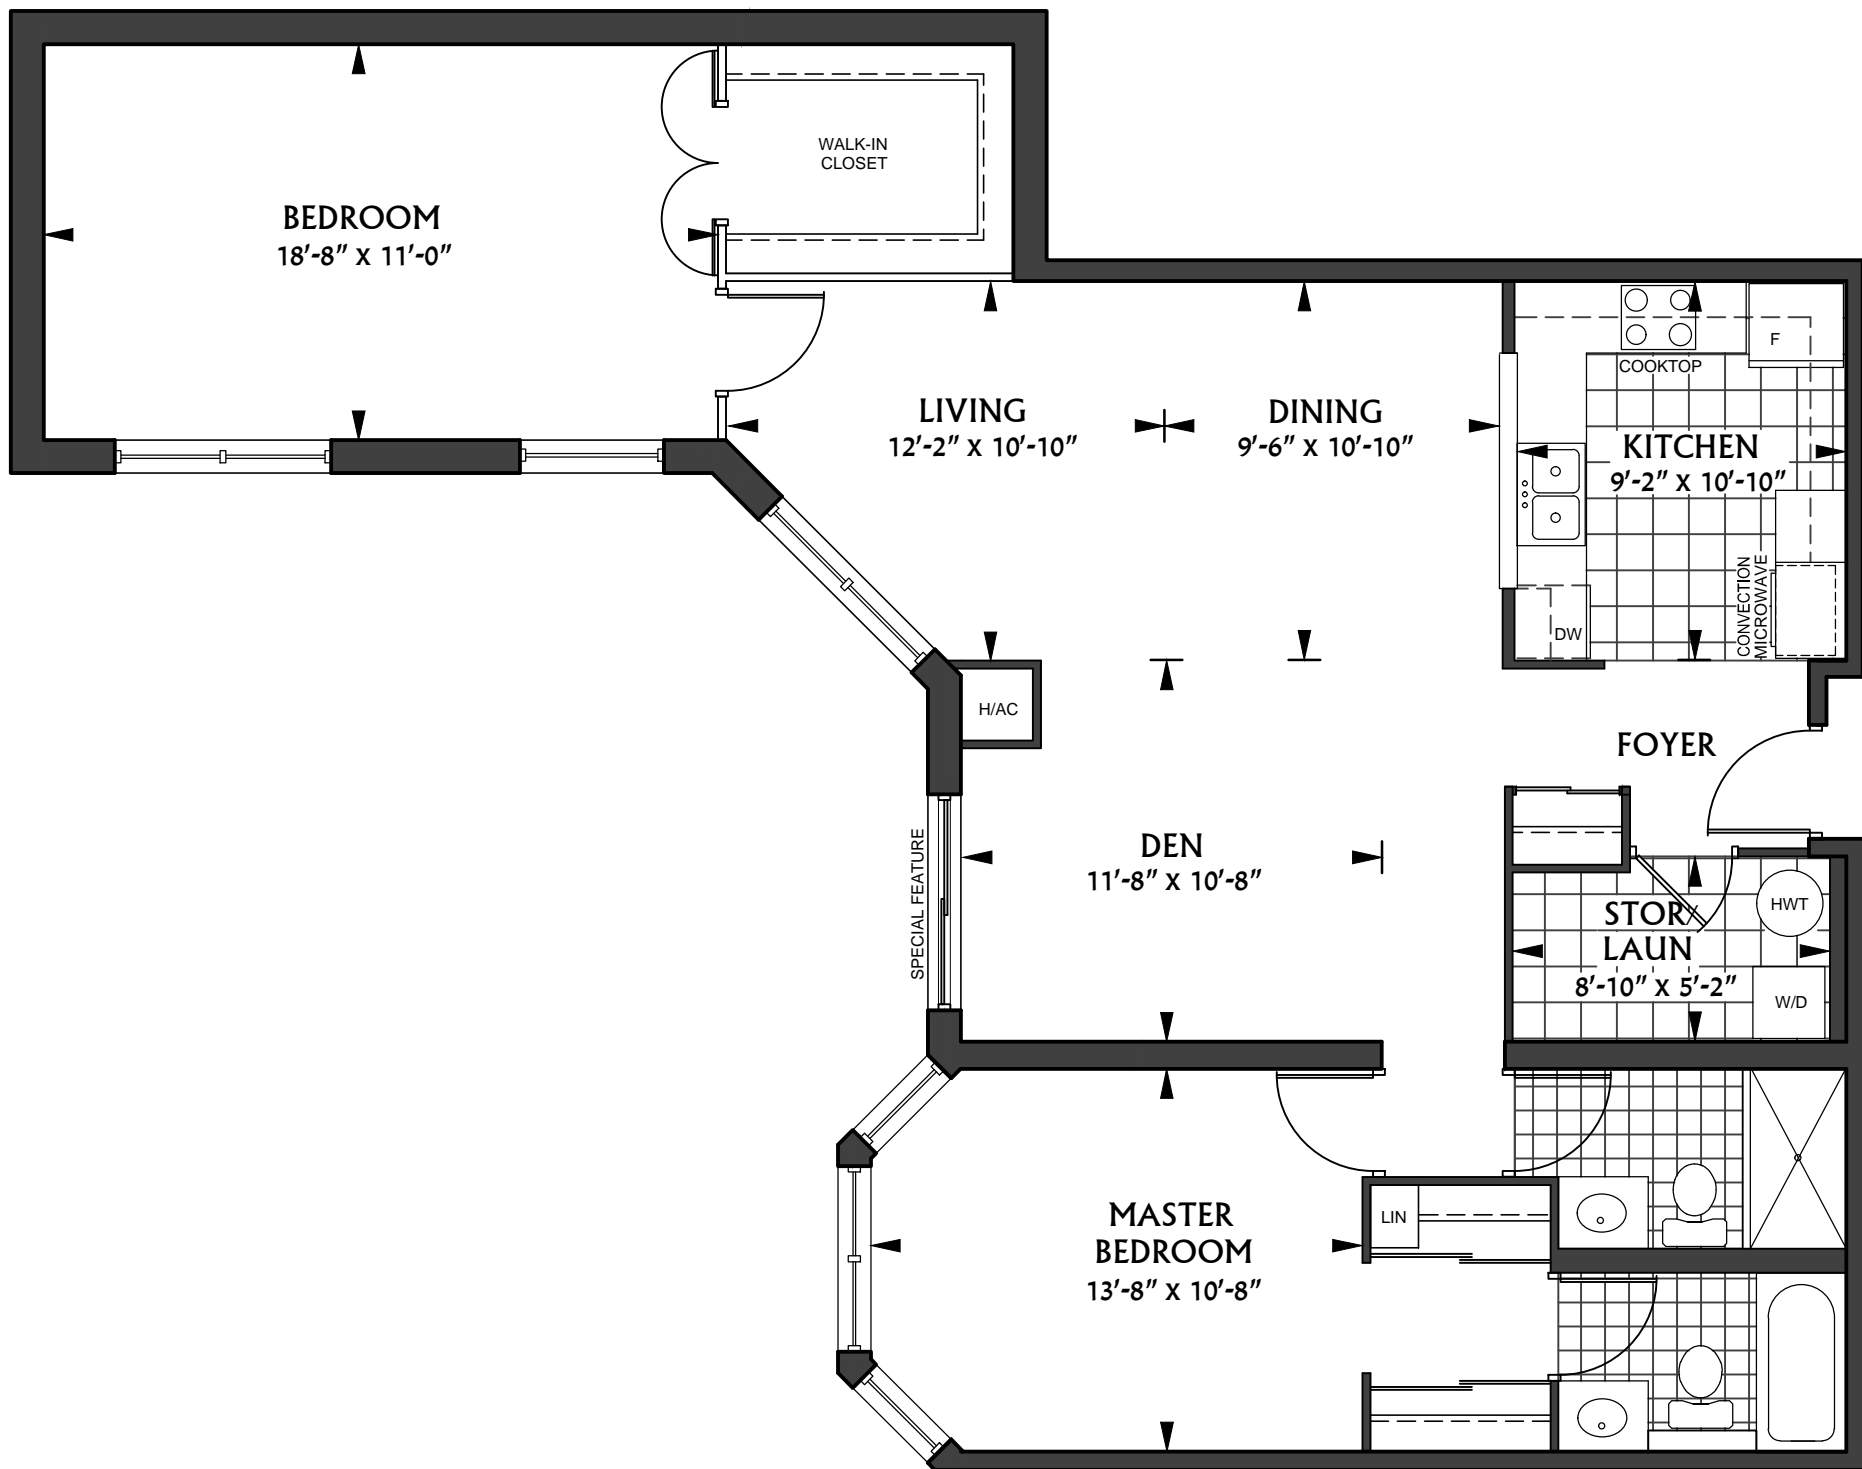 WALK-IN
CLOSET
BEDROOM
18'-8" X 11'-0"
F
COOKTOP
LIVING
12'-2" X 10'-10"
DINING
9'-6" X 10'-10"
KITCHEN
9'-2" X 10'-10"
CONVECTION
MICROWAVE
DW
H/AC
FOYER
SPECIAL FEATURE
DEN
11'-8" X 10'-8"
STOR/
LAUN
8'-10" X 5'-2"
HWT
W/D
MASTER
BEDROOM
13'-8" X 10'-8"
LIN